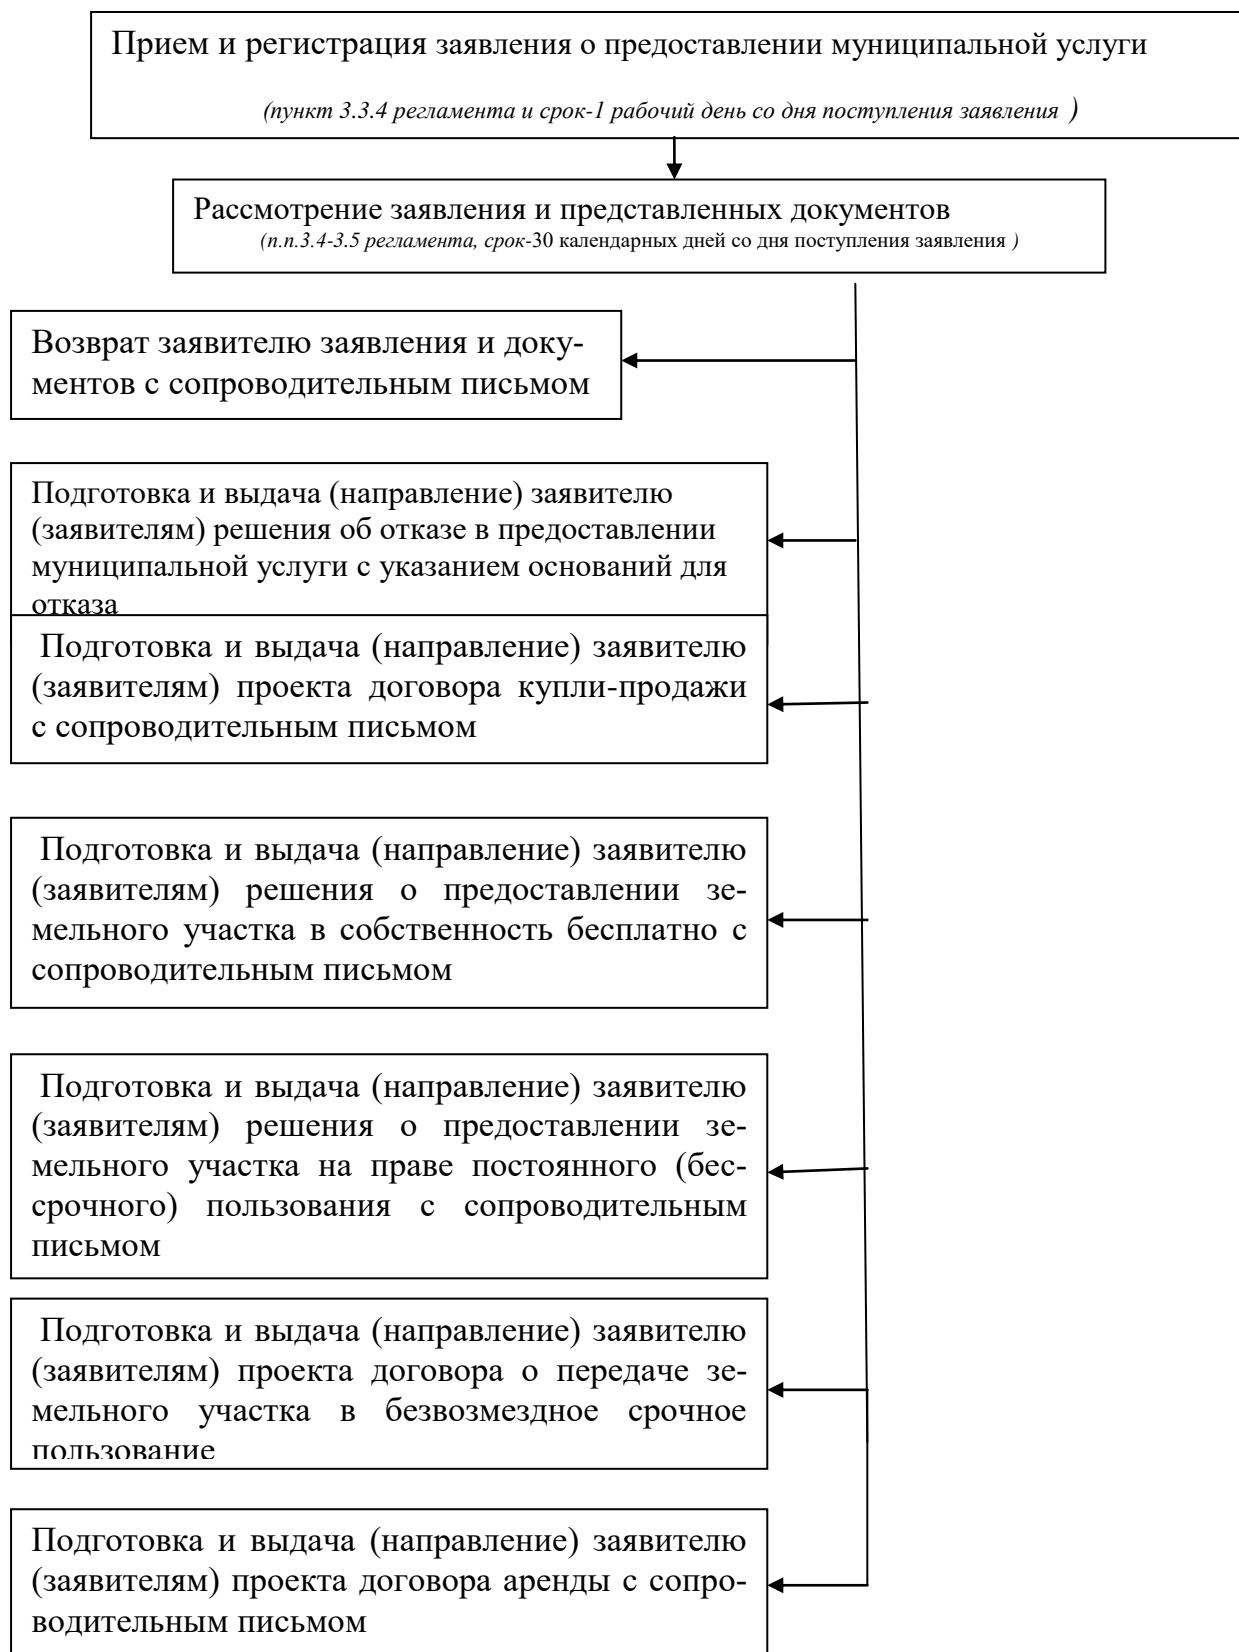 Прием и регистрация заявления о предоставлении муниципальной услуги
(пункт 3.3.4 регламента и срок-1 рабочий день со дня поступления заявления )
Рассмотрение заявления и представленных документов
(п.п.3.4-3.5 регламента, срок-30 календарных дней со дня поступления заявления )
Возврат заявителю заявления и доку-
ментов с сопроводительным письмом
Подготовка и выдача (направление) заявителю
(заявителям) решения об отказе в предоставлении
муниципальной услуги с указанием оснований для
отказа
Подготовка и выдача (направление) заявителю
(заявителям) проекта договора купли-продажи
с сопроводительным письмом
Подготовка и выдача (направление) заявителю
(заявителям) решения о предоставлении зе-
мельного участка в собственность бесплатно с
сопроводительным письмом
Подготовка и выдача (направление) заявителю
(заявителям) решения о предоставлении зе-
мельного участка на праве постоянного (бес-
срочного) пользования с сопроводительным
письмом
Подготовка и выдача (направление) заявителю
(заявителям) проекта договора о передаче зе-
мельного участка в безвозмездное срочное
пользование
Подготовка и выдача (направление) заявителю
(заявителям) проекта договора аренды с сопро-
водительным письмом